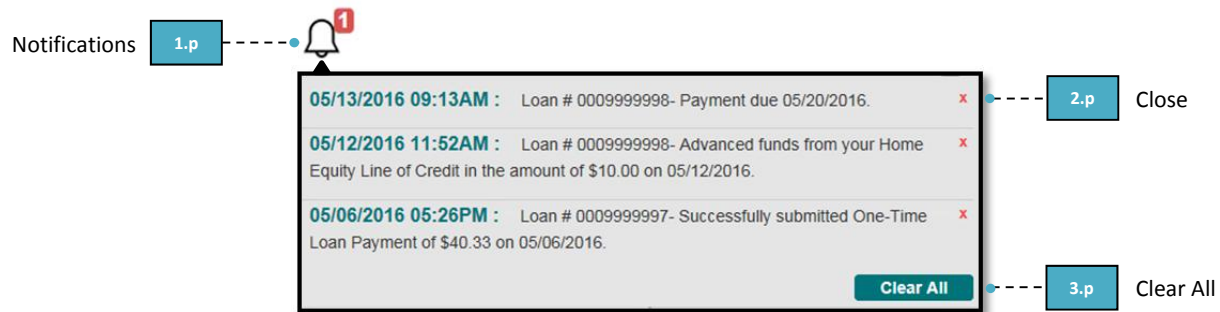 1
Notifications 1.p
05/13/2016 09:13AM : Loan # 0009999998- Payment due 05/20/2016. x
2.p Close
05/12/2016 11:52AM : Loan # 0009999998- Advanced funds from your Home x
Equity Line of Credit in the amount of $10.00 on 05/12/2016.
05/06/2016 05:26PM : Loan # 0009999997- Successfully submitted One-Time x
Loan Payment of $40.33 on 05/06/2016.
Clear All
3.p Clear All